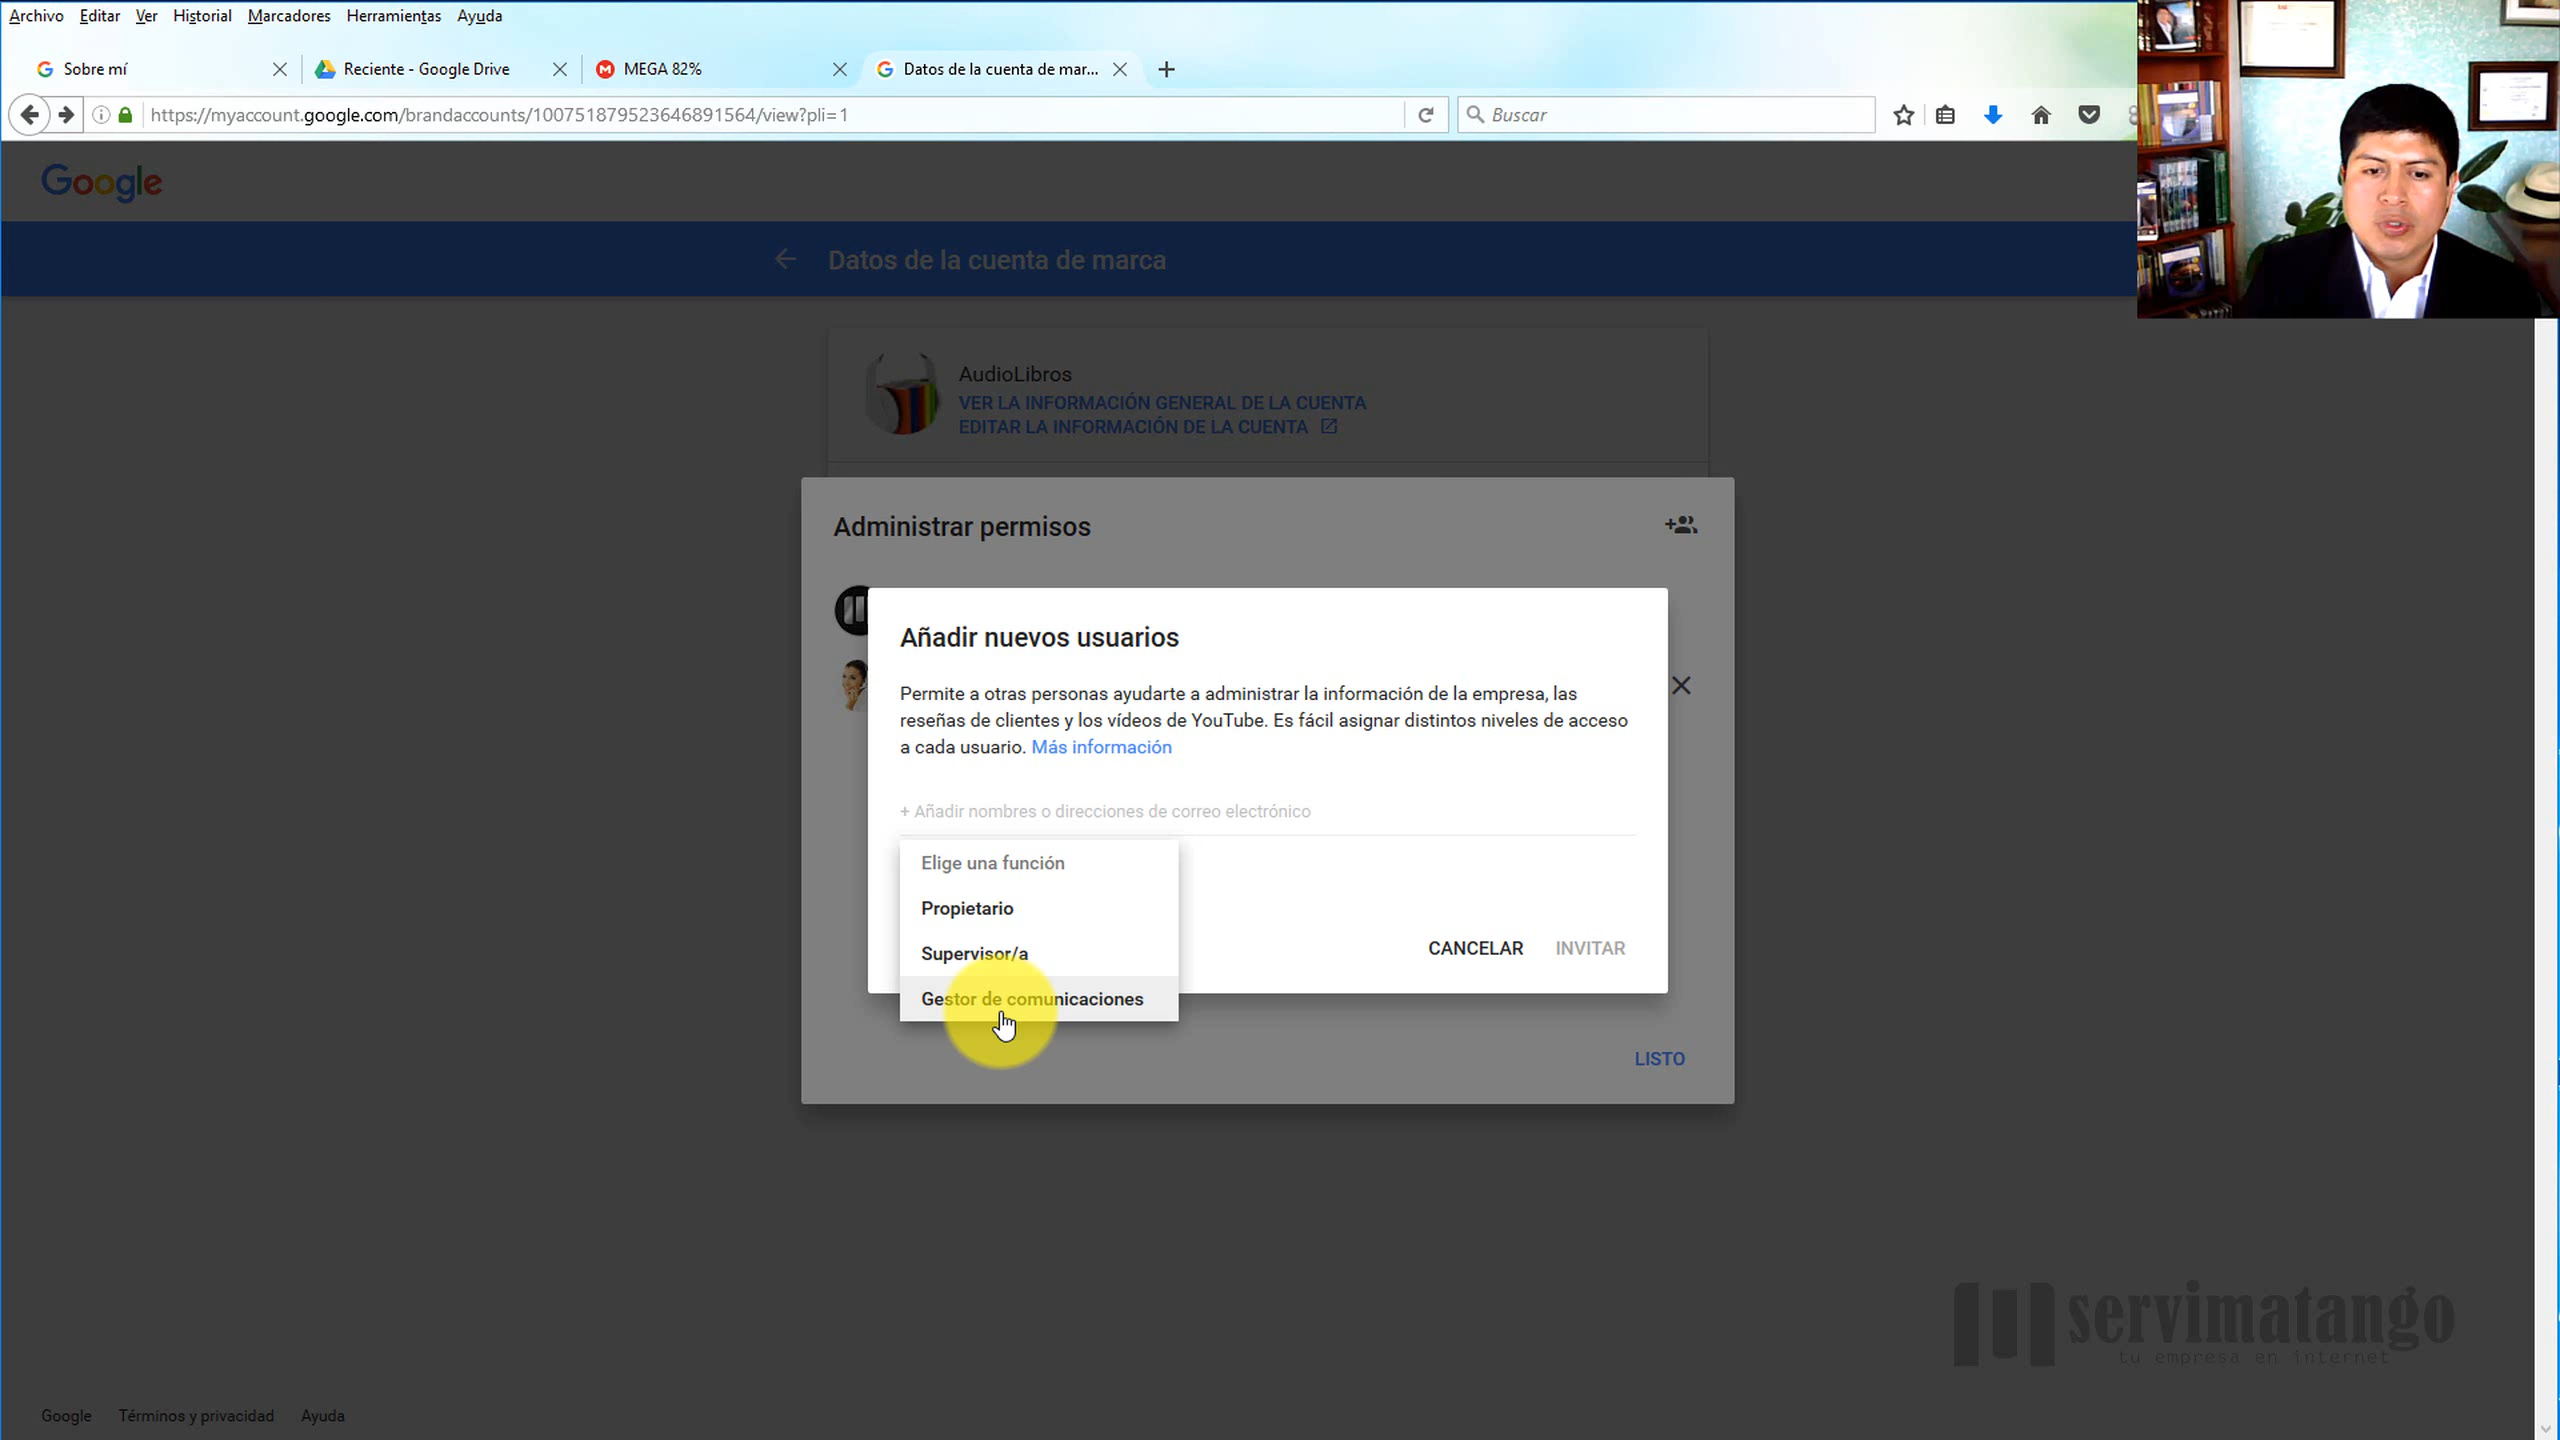 Archivo Editar Ver Historial Marcadores Herramientas Ayuda
Sobre mí Reciente - Google Drive MEGA 82% Datos de la cuenta de mar...
https://myaccount.google.com/brandaccounts/100751879523646891564/view?pli=1 Buscar
Google
Datos de la cuenta de marca
AudioLibros
VER LA INFORMACIÓN GENERAL DE LA CUENTA
EDITAR LA INFORMACIÓN DE LA CUENTA
Administrar permisos
Añadir nuevos usuarios
Permite a otras personas ayudarte a administrar la información de la empresa, las
reseñas de clientes y los vídeos de YouTube. Es fácil asignar distintos niveles de acceso
a cada usuario. Más información
+ Añadir nombres o direcciones de correo electrónico
Elige una función
Propietario
Supervisor/a
Gestor de comunicaciones
CANCELAR INVITAR
LISTO
servimatango
tu empresa en internet
Google Términos y privacidad Ayuda